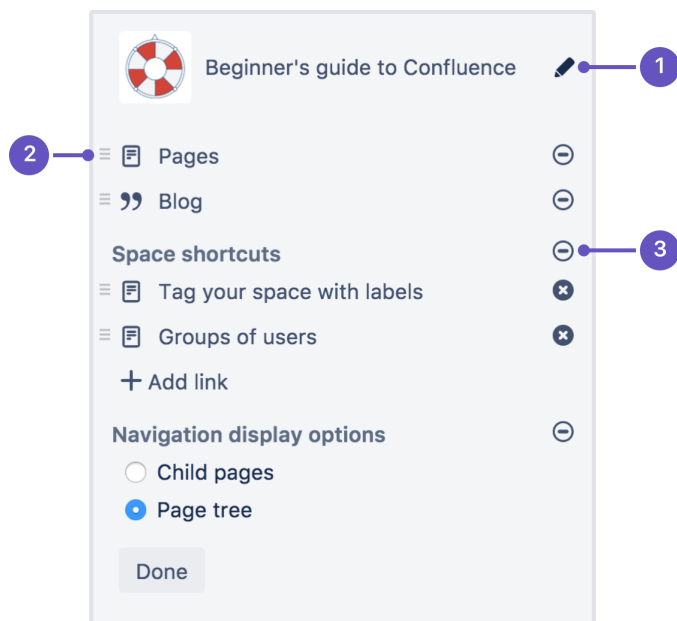 Beginner's guide to Confluence
1
2
Pages
Blog
Space shortcuts
3
Tag your space with labels
Groups of users
Add link
Navigation display options
Child pages
Page tree
Done